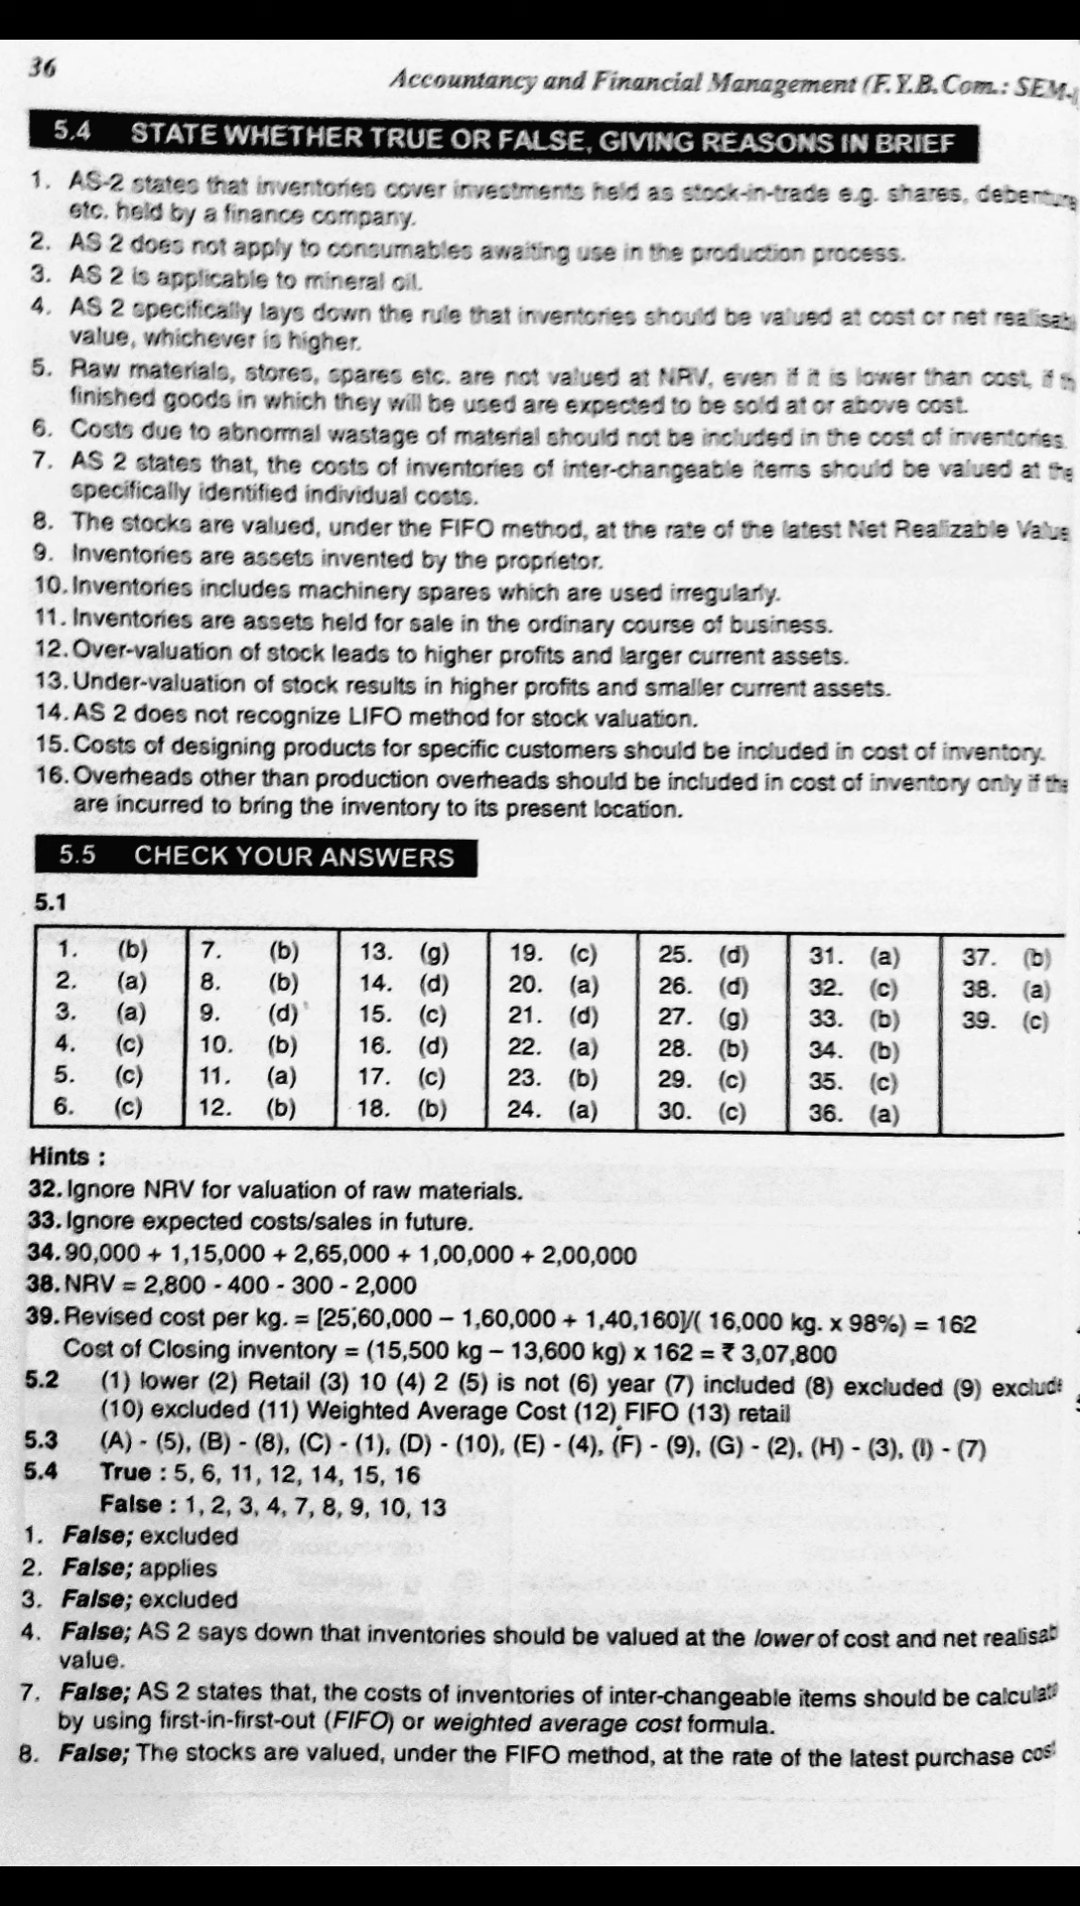 36
Accountancy and Financial Management (F.Y.B.Com.: SEM-
5.4 STATE WHETHER TRUE OR FALSE, GIVING REASONS IN BRIEF
1. AS-2 states that inventories cover investments held as stock-in-trade e.g. shares, debenture
etc. held by a finance company.
2. AS 2 does not apply to consumables awaiting use in the production process.
3. AS 2 is applicable to mineral oil.
4. AS 2 specifically lays down the rule that inventories should be valued at cost or net realisab
value, whichever is higher.
5. Raw materials, stores, spares etc. are not valued at NRV, even if it is lower than cost, if th
finished goods in which they will be used are expected to be sold at or above cost.
6. Costs due to abnormal wastage of material should not be included in the cost of inventories.
7. AS 2 states that, the costs of inventories of inter-changeable items should be valued at the
specifically identified individual costs.
8. The stocks are valued, under the FIFO method, at the rate of the latest Net Realizable Value
9. Inventories are assets invented by the proprietor.
10. Inventories includes machinery spares which are used irregularly.
11. Inventories are assets held for sale in the ordinary course of business.
12. Over-valuation of stock leads to higher profits and larger current assets.
13. Under-valuation of stock results in higher profits and smaller current assets.
14. AS 2 does not recognize LIFO method for stock valuation.
15. Costs of designing products for specific customers should be included in cost of inventory.
16. Overheads other than production overheads should be included in cost of inventory only if the
are incurred to bring the inventory to its present location.
5.5 CHECK YOUR ANSWERS
5.1
1. (b) 7. (b) 13. (g) 19. (c) 25. (d) 31. (a) 37. (b)
2. (a) 8. (b) 14. (d) 20. (a) 26. (d) 32. (c) 38. (a)
3. (a) 9. (d) 15. (c) 21. (d) 27. (g) 33. (b) 39. (c)
4. (c) 10. (b) 16. (d) 22. (a) 28. (b) 34. (b)
5. (c) 11. (a) 17. (c) 23. (b) 29. (c) 35. (c)
6. (c) 12. (b) 18. (b) 24. (a) 30. (c) 36. (a)
Hints :
32. Ignore NRV for valuation of raw materials.
33. Ignore expected costs/sales in future.
34. 90,000 + 1,15,000 + 2,65,000 + 1,00,000 + 2,00,000
38. NRV = 2,800 - 400 - 300 - 2,000
39. Revised cost per kg. = [25,60,000 – 1,60,000 + 1,40,160]/( 16,000 kg. x 98%) = 162
Cost of Closing inventory = (15,500 kg – 13,600 kg) x 162 = ₹ 3,07,800
5.2 (1) lower (2) Retail (3) 10 (4) 2 (5) is not (6) year (7) included (8) excluded (9) exclude
(10) excluded (11) Weighted Average Cost (12) FIFO (13) retail
5.3 (A) - (5), (B) - (8), (C) - (1), (D) - (10), (E) - (4), (F) - (9), (G) - (2), (H) - (3), (I) - (7)
5.4 True : 5, 6, 11, 12, 14, 15, 16
False : 1, 2, 3, 4, 7, 8, 9, 10, 13
1. False; excluded
2. False; applies
3. False; excluded
4. False; AS 2 says down that inventories should be valued at the lower of cost and net realisab
value.
7. False; AS 2 states that, the costs of inventories of inter-changeable items should be calculate
by using first-in-first-out (FIFO) or weighted average cost formula.
8. False; The stocks are valued, under the FIFO method, at the rate of the latest purchase cost